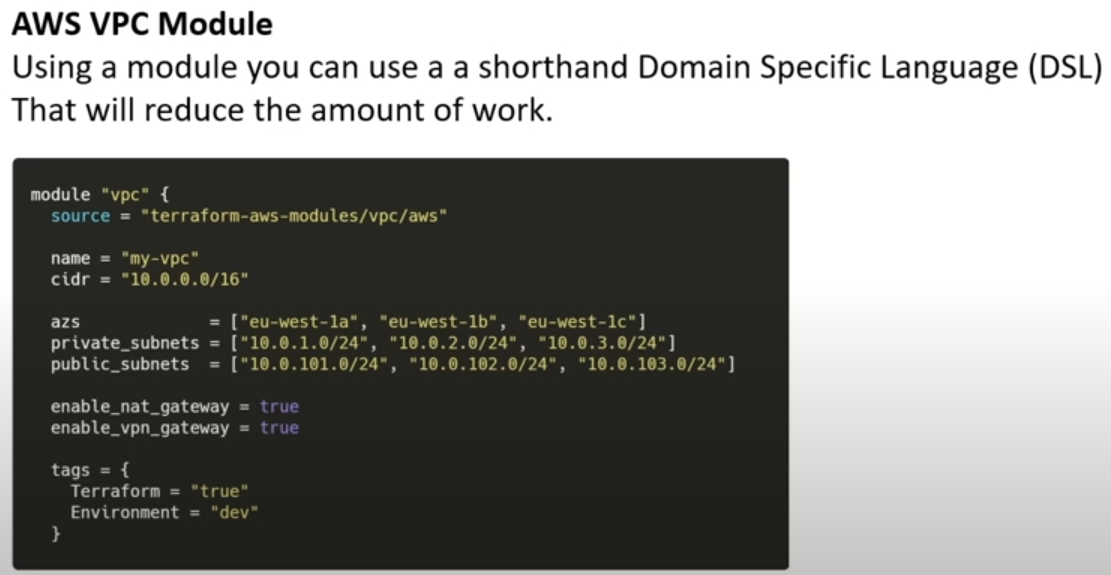 AWS VPC Module
Using a module you can use a a shorthand Domain Specific Language (DSL)
That will reduce the amount of work.
module "vpc" {
  source = "terraform-aws-modules/vpc/aws"
  name = "my-vpc"
  cidr = "10.0.0.0/16"
  azs             = ["eu-west-1a", "eu-west-1b", "eu-west-1c"]
  private_subnets = ["10.0.1.0/24", "10.0.2.0/24", "10.0.3.0/24"]
  public_subnets  = ["10.0.101.0/24", "10.0.102.0/24", "10.0.103.0/24"]
  enable_nat_gateway = true
  enable_vpn_gateway = true
  tags = {
    Terraform = "true"
    Environment = "dev"
  }